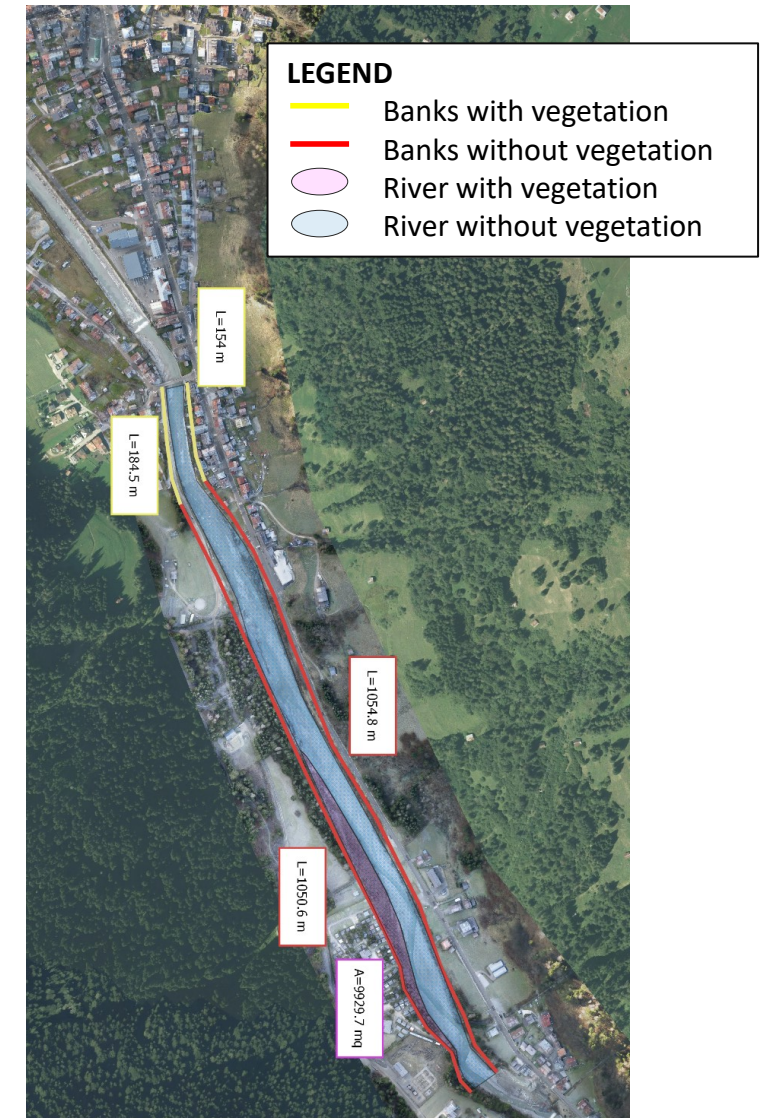 LEGEND
Banks with vegetation
Banks without vegetation
River with vegetation
River without vegetation
L=154 m
L=184.5 m
L=1054.8 m
L=1050.6 m
A=9929.7 mq